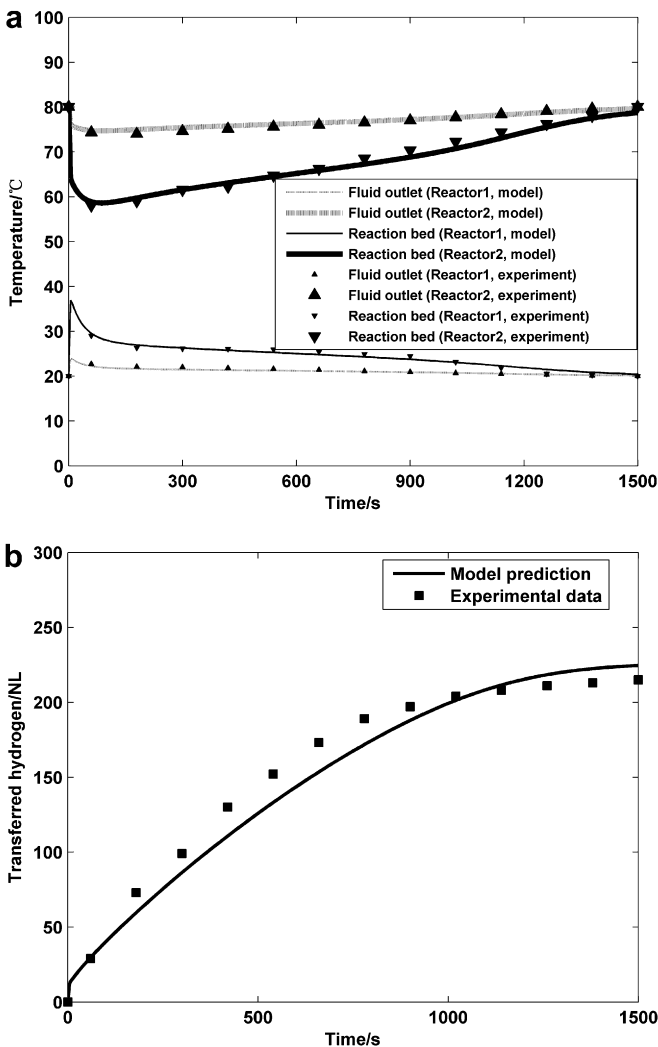 a
100
90
80
70
60
50
40
30
20
10
0
Temperature/℃
Fluid outlet (Reactor1, model)
Fluid outlet (Reactor2, model)
Reaction bed (Reactor1, model)
Reaction bed (Reactor2, model)
Fluid outlet (Reactor1, experiment)
Fluid outlet (Reactor2, experiment)
Reaction bed (Reactor1, experiment)
Reaction bed (Reactor2, experiment)
0 300 600 900 1200 1500
Time/s
b
300
250
200
150
100
50
0
Transferred hydrogen/NL
Model prediction
Experimental data
0 500 1000 1500
Time/s